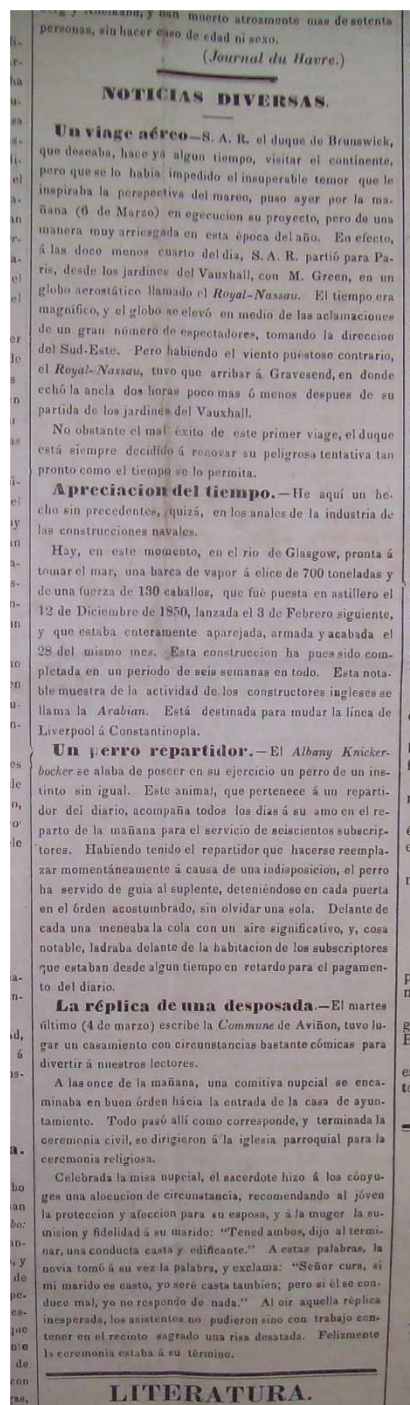 y han muerto atrozmente mas de setenta
personas, sin hacer caso de edad ni sexo.
(Journal du Havre.)
NOTICIAS DIVERSAS.
Un viage aéreo—S. A. R. el duque de Brunswick,
que deseaba, hace ya algun tiempo, visitar el continente,
pero que se lo habia impedido el insuperable temor que le
inspiraba la perspectiva del mareo, puso ayer por la ma-
ñana (6 de Marzo) en egecucion su proyecto, pero de una
manera muy arriesgada en esta época del año. En efecto,
á las doce menos cuarto del dia, S. A. R. partió para Pa-
ris, desde los jardines del Vauxhall, con M. Green, en un
globo aerostático llamado el Royal-Nassau. El tiempo era
magnífico, y el globo se elevó en medio de las aclamaciones
de un gran número de espectadores, tomando la direccion
del Sud-Este. Pero habiendo el viento puéstose contrario,
el Royal-Nassau, tuvo que arribar á Gravesend, en donde
echó la ancla dos horas poco mas ó menos despues de su
partida de los jardines del Vauxhall.
No obstante el mal éxito de este primer viage, el duque
está siempre decidido á renovar su peligrosa tentativa tan
pronto como el tiempo se lo permita.
Apreciacion del tiempo.—He aquí un he-
cho sin precedentes, quizá, en los anales de la industria de
las construcciones navales.
Hay, en este momento, en el rio de Glasgow, pronta á
tomar el mar, una barca de vapor á elice de 700 toneladas y
de una fuerza de 130 caballos, que fué puesta en astillero el
12 de Diciembre de 1850, lanzada el 3 de Febrero siguiente,
y que estaba enteramente aparejada, armada y acabada el
28 del mismo mes. Esta construccion ha pues sido com-
pletada en un periodo de seis semanas en todo. Esta nota-
ble muestra de la actividad de los constructores ingleses se
llama la Arabian. Está destinada para mudar la línea de
Liverpool á Constantinopla.
Un perro repartidor.—El Albany Knicker-
bocker se alaba de poseer en su ejercicio un perro de un ins-
tinto sin igual. Este animal, que pertenece á un reparti-
dor del diario, acompaña todos los dias á su amo en el re-
parto de la mañana para el servicio de seiscientos subscrip-
tores. Habiendo tenido el repartidor que hacerse reempla-
zar momentáneamente á causa de una indisposicion, el perro
ha servido de guia al suplente, deteniéndose en cada puerta
en el órden acostumbrado, sin olvidar una sola. Delante de
cada una meneaba la cola con un aire significativo, y, cosa
notable, ladraba delante de la habitacion de los subscriptores
que estaban desde algun tiempo en retardo para el pagamen-
to del diario.
La réplica de una desposada.—El martes
último (4 de marzo) escribe la Commune de Aviñon, tuvo lu-
gar un casamiento con circunstancias bastante cómicas para
divertir á nuestros lectores.
A las once de la mañana, una comitiva nupcial se enca-
minaba en buen órden hácia la entrada de la casa de ayun-
tamiento. Todo pasó allí como corresponde, y terminada la
ceremonia civil, se dirigieron á la iglesia parroquial para la
ceremonia religiosa.
Celebrada la misa nupcial, el sacerdote hizo á los cónyu-
ges una alocucion de circunstancia, recomendando al jóven
la proteccion y afeccion para su esposa, y á la muger la su-
mision y fidelidad á su marido: "Tened ambos, dijo al termi-
nar, una conducta casta y edificante." A estas palabras, la
novia tomó á su vez la palabra, y exclama: "Señor cura, si
mi marido es casto, yo seré casta tambien; pero si él se con-
duce mal, yo no respondo de nada." Al oir aquella réplica
inesperada, los asistentes no pudieron sino con trabajo con-
tener en el recinto sagrado una risa desatada. Felizmente
la ceremonia estaba á su término.
LITERATURA.